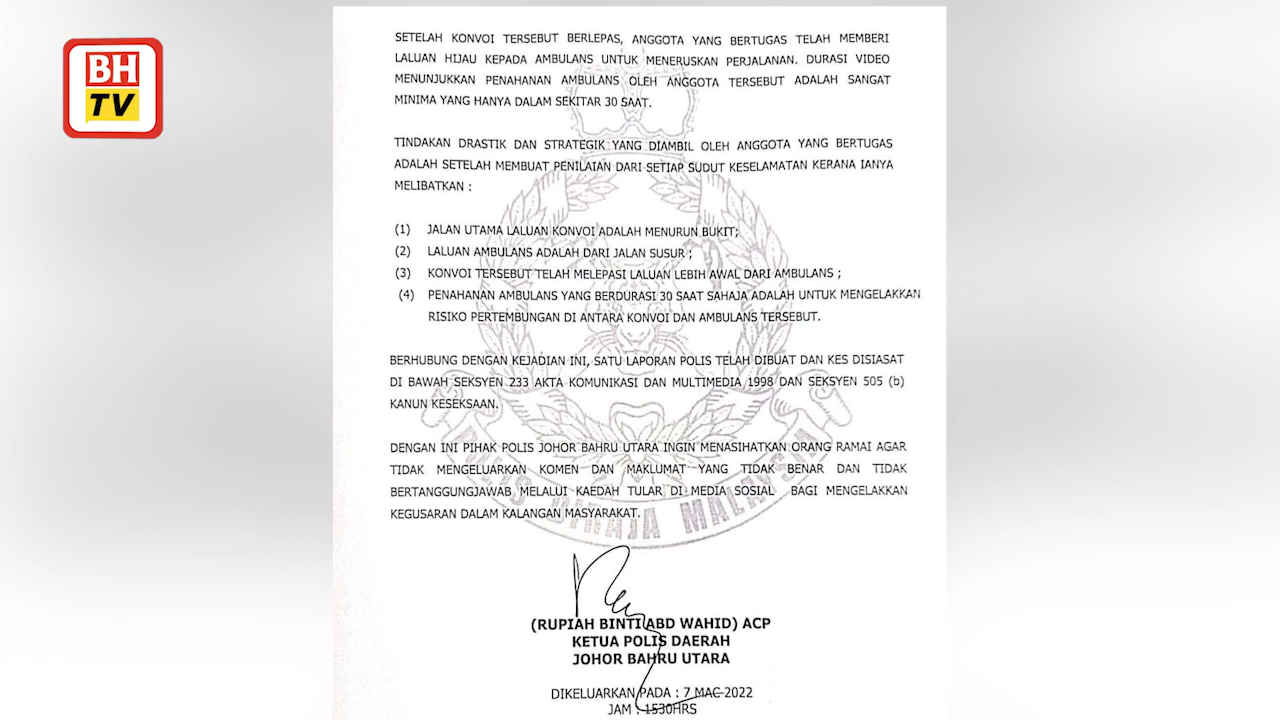 BH
TV
SETELAH KONVOI TERSEBUT BERLEPAS, ANGGOTA YANG BERTUGAS TELAH MEMBERI
LALUAN HIJAU KEPADA AMBULANS UNTUK MENERUSKAN PERJALANAN. DURASI VIDEO
MENUNJUKKAN PENAHANAN AMBULANS OLEH ANGGOTA TERSEBUT ADALAH SANGAT
MINIMA YANG HANYA DALAM SEKITAR 30 SAAT.
TINDAKAN DRASTIK DAN STRATEGIK YANG DIAMBIL OLEH ANGGOTA YANG BERTUGAS
ADALAH SETELAH MEMBUAT PENILAIAN DARI SETIAP SUDUT KESELAMATAN KERANA IANYA
MELIBATKAN :
(1) JALAN UTAMA LALUAN KONVOI ADALAH MENURUN BUKIT;
(2) LALUAN AMBULANS ADALAH DARI JALAN SUSUR ;
(3) KONVOI TERSEBUT TELAH MELEPASI LALUAN LEBIH AWAL DARI AMBULANS ;
(4) PENAHANAN AMBULANS YANG BERDURASI 30 SAAT SAHAJA ADALAH UNTUK MENGELAKKAN
RISIKO PERTEMBUNGAN DI ANTARA KONVOI DAN AMBULANS TERSEBUT.
BERHUBUNG DENGAN KEJADIAN INI, SATU LAPORAN POLIS TELAH DIBUAT DAN KES DISIASAT
DI BAWAH SEKSYEN 233 AKTA KOMUNIKASI DAN MULTIMEDIA 1998 DAN SEKSYEN 505 (b)
KANUN KESEKSAAN.
DENGAN INI PIHAK POLIS JOHOR BAHRU UTARA INGIN MENASIHATKAN ORANG RAMAI AGAR
TIDAK MENGELUARKAN KOMEN DAN MAKLUMAT YANG TIDAK BENAR DAN TIDAK
BERTANGGUNGJAWAB MELALUI KAEDAH TULAR DI MEDIA SOSIAL BAGI MENGELAKKAN
KEGUSARAN DALAM KALANGAN MASYARAKAT.
POLIS DIRAJA MALAYSIA
(RUPIAH BINTI ABD WAHID) ACP
KETUA POLIS DAERAH
JOHOR BAHRU UTARA
DIKELUARKAN PADA : 7 MAC 2022
JAM : 1530HRS